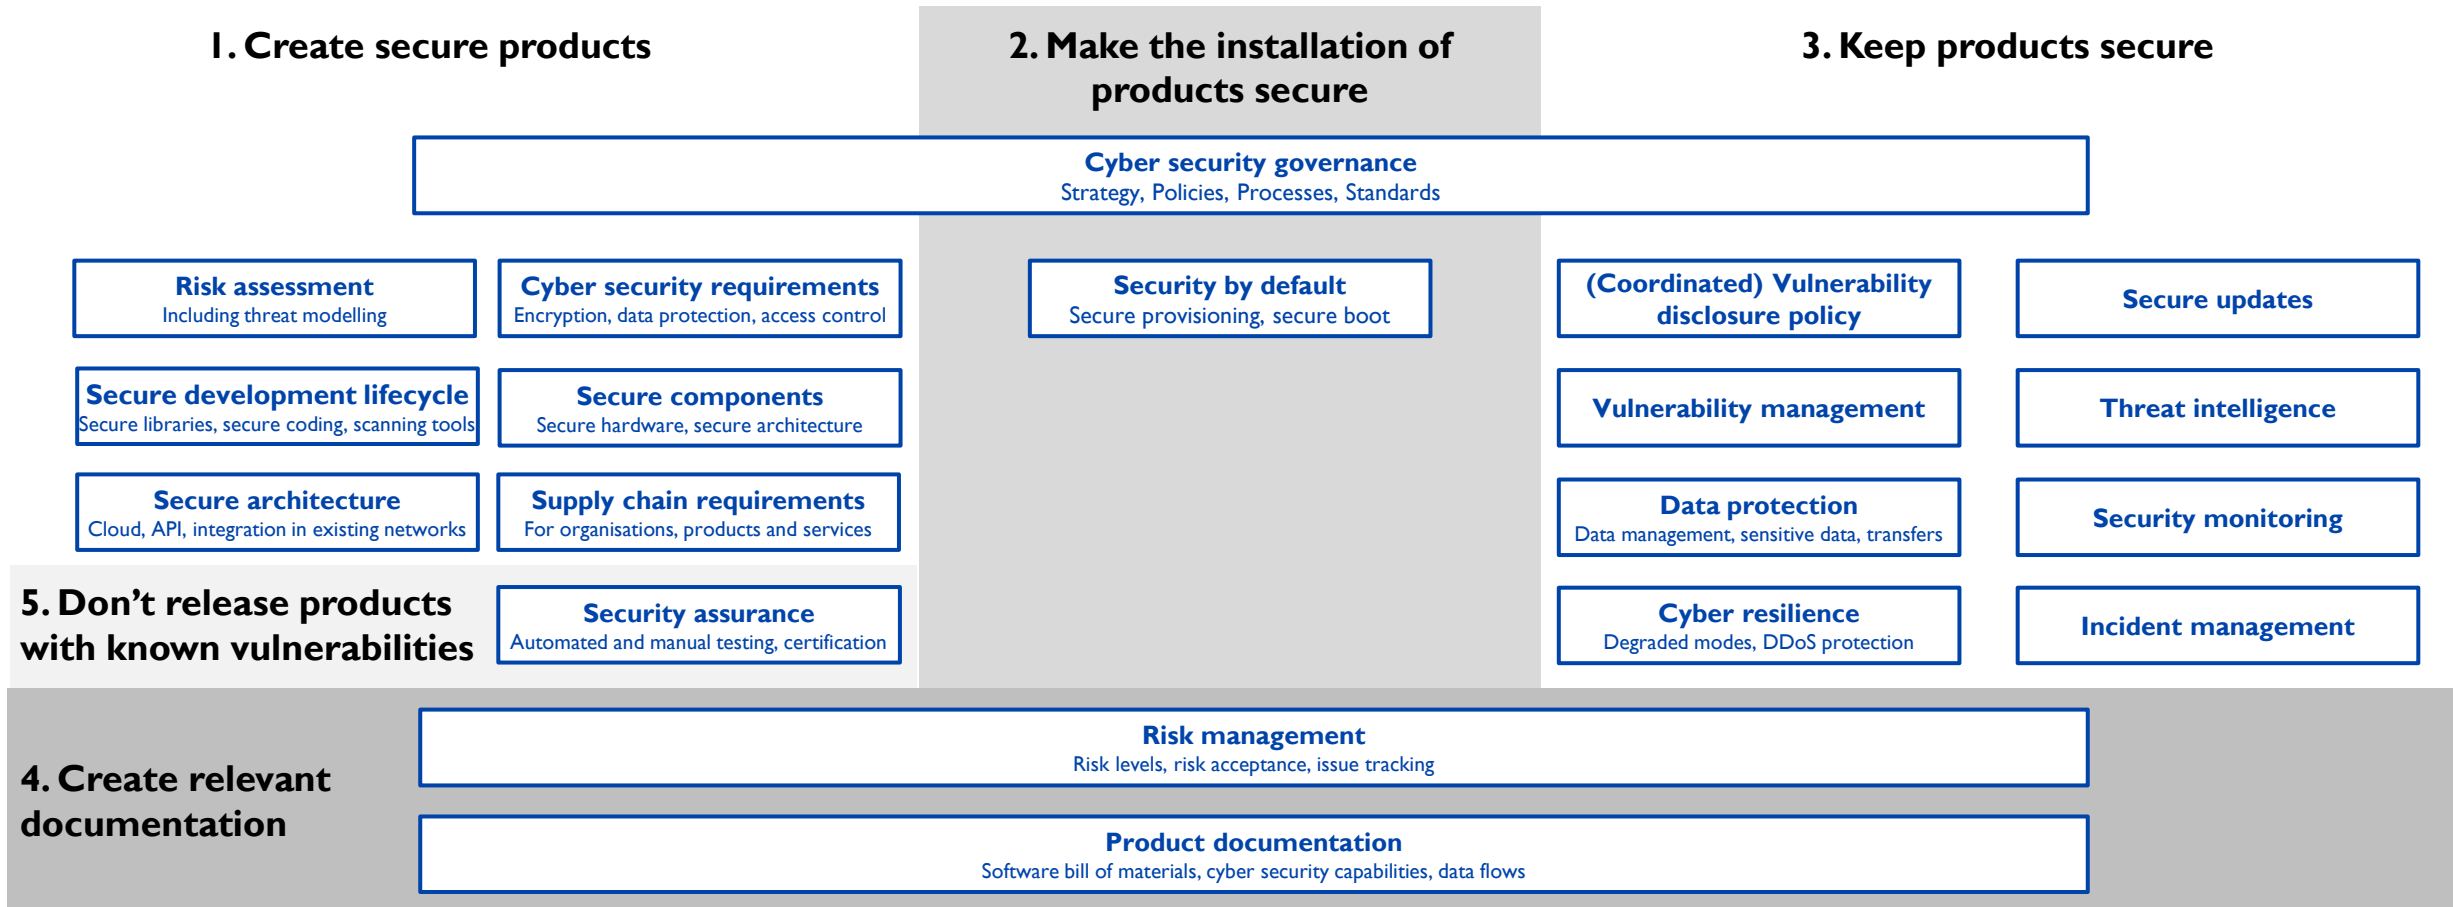 1. Create secure products
2. Make the installation of
products secure
3. Keep products secure
Cyber security governance
Strategy, Policies, Processes, Standards
Risk assessment
Including threat modelling
Cyber security requirements
Encryption, data protection, access control
Security by default
Secure provisioning, secure boot
(Coordinated) Vulnerability
disclosure policy
Secure updates
Secure development lifecycle
Secure libraries, secure coding, scanning tools
Secure components
Secure hardware, secure architecture
Vulnerability management
Threat intelligence
Secure architecture
Cloud, API, integration in existing networks
Supply chain requirements
For organisations, products and services
Data protection
Data management, sensitive data, transfers
Security monitoring
5. Don’t release products
with known vulnerabilities
Security assurance
Automated and manual testing, certification
Cyber resilience
Degraded modes, DDoS protection
Incident management
4. Create relevant
documentation
Risk management
Risk levels, risk acceptance, issue tracking
Product documentation
Software bill of materials, cyber security capabilities, data flows